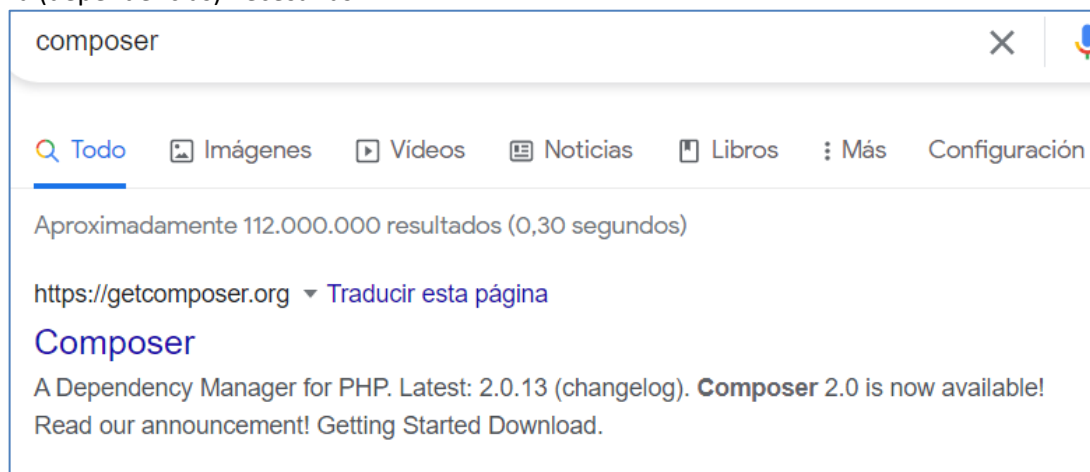 composer
Todo Imágenes Vídeos Noticias Libros Más Configuración
Aproximadamente 112.000.000 resultados (0,30 segundos)
https://getcomposer.org Traducir esta página
Composer
A Dependency Manager for PHP. Latest: 2.0.13 (changelog). Composer 2.0 is now available!
Read our announcement! Getting Started Download.